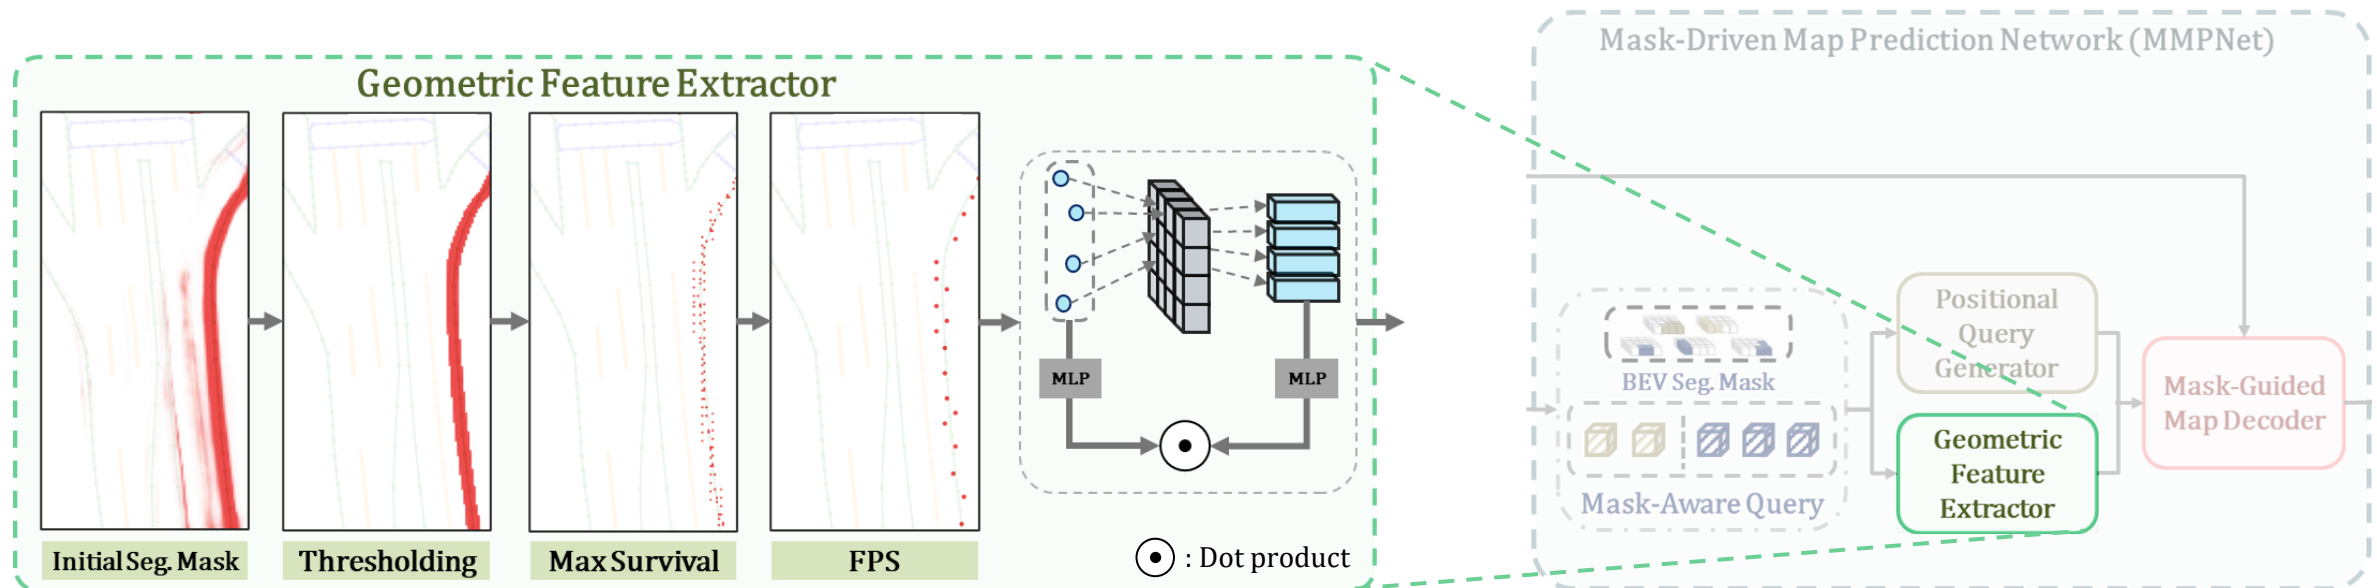 Geometric Feature Extractor
Initial Seg. Mask
Thresholding
Max Survival
FPS
MLP
MLP
: Dot product
Mask-Driven Map Prediction Network (MMPNet)
BEV Seg. Mask
Mask-Aware Query
Positional
Query
Generator
Geometric
Feature
Extractor
Mask-Guided
Map Decoder